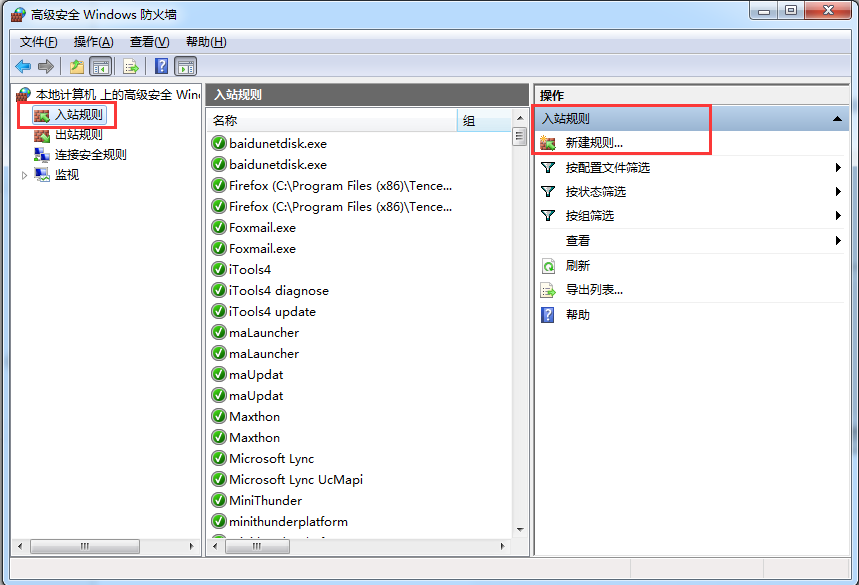 高级安全 Windows 防火墙
文件(F) 操作(A) 查看(V) 帮助(H)
本地计算机 上的高级安全 Win
入站规则
出站规则
连接安全规则
监视
入站规则
名称 组
baidunetdisk.exe
baidunetdisk.exe
Firefox (C:\Program Files (x86)\Tence...
Firefox (C:\Program Files (x86)\Tence...
Foxmail.exe
Foxmail.exe
iTools4
iTools4 diagnose
iTools4 update
maLauncher
maLauncher
maUpdat
maUpdat
Maxthon
Maxthon
Microsoft Lync
Microsoft Lync UcMapi
MiniThunder
minithunderplatform
操作
入站规则
新建规则...
按配置文件筛选
按状态筛选
按组筛选
查看
刷新
导出列表...
帮助